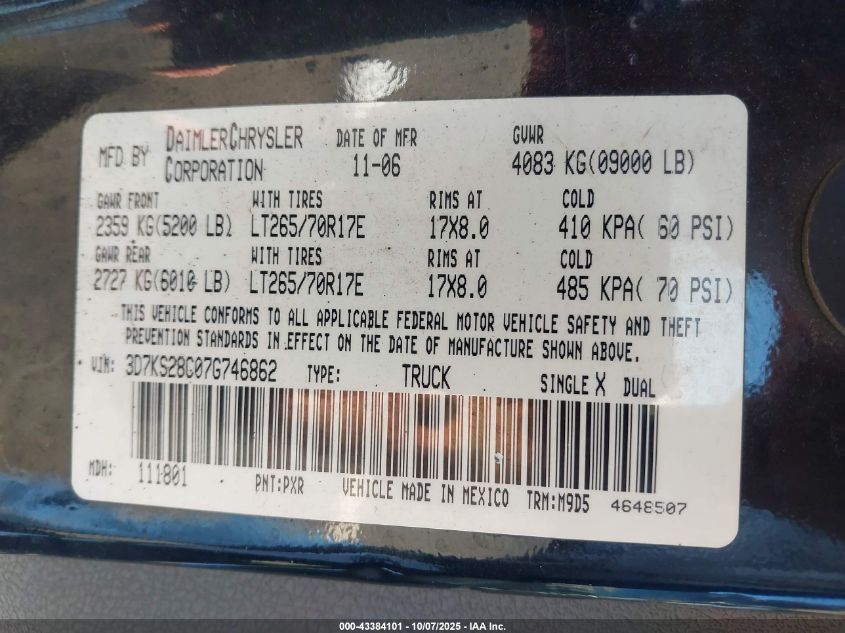 MFD BY DAIMLERCHRYSLER CORPORATION DATE OF MFR 11-06 GVWR 4083 KG(09000 LB)
GAWR FRONT WITH TIRES RIMS AT COLD
2359 KG(5200 LB) LT265/70R17E 17X8.0 410 KPA( 60 PSI)
GAWR REAR WITH TIRES RIMS AT COLD
2727 KG(6010 LB) LT265/70R17E 17X8.0 485 KPA( 70 PSI)
THIS VEHICLE CONFORMS TO ALL APPLICABLE FEDERAL MOTOR VEHICLE SAFETY AND THEFT
PREVENTION STANDARDS IN EFFECT ON THE DATE OF MANUFACTURE SHOWN ABOVE.
VIN: 3D7KS28C07G746862 TYPE: TRUCK SINGLE X DUAL
MDH: 111801 PNT:PXR VEHICLE MADE IN MEXICO TRM:M9D5 4648507
000-43384101 - 10/07/2025 - IAA Inc.